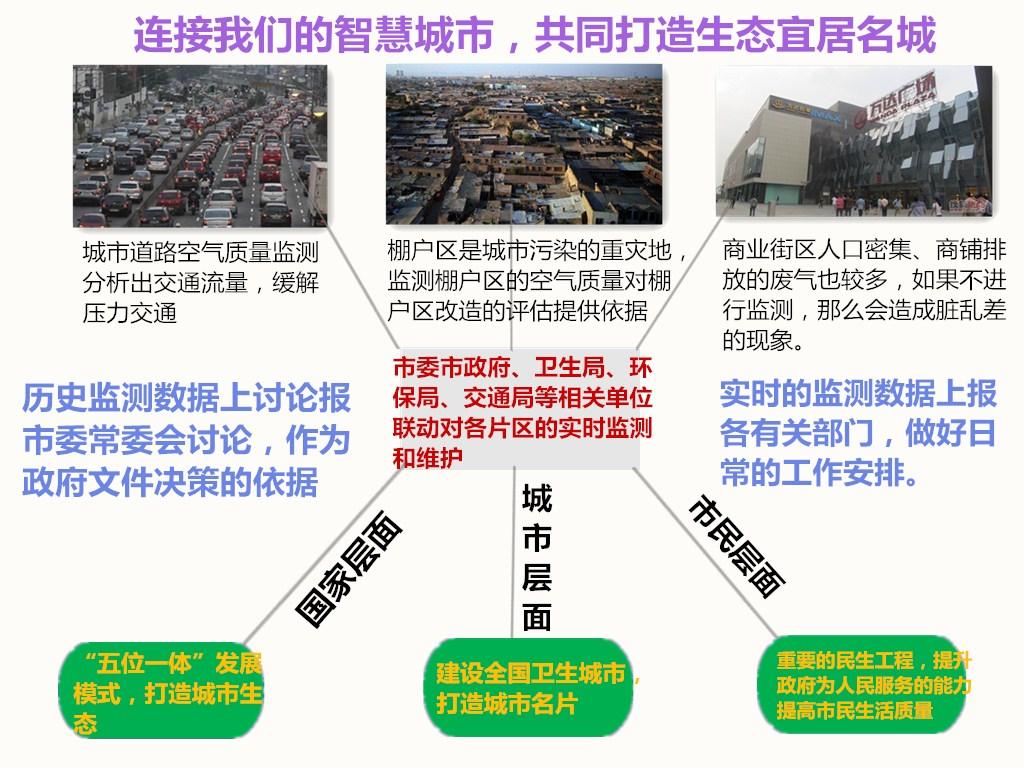 连接我们的智慧城市，共同打造生态宜居名城
万达广场
WANDA PLAZA
IMAX
城市道路空气质量监测
分析出交通流量，缓解
压力交通
棚户区是城市污染的重灾地，
监测棚户区的空气质量对棚
户区改造的评估提供依据
商业街区人口密集、商铺排
放的废气也较多，如果不进
行监测，那么会造成脏乱差
的现象。
历史监测数据上讨论报
市委常委会讨论，作为
政府文件决策的依据
市委市政府、卫生局、环
保局、交通局等相关单位
联动对各片区的实时监测
和维护
实时的监测数据上报
各有关部门，做好日
常的工作安排。
国家层面
城市层面
市民层面
“五位一体”发展
模式，打造城市生
态
建设全国卫生城市，
打造城市名片
重要的民生工程，提升
政府为人民服务的能力
提高市民生活质量